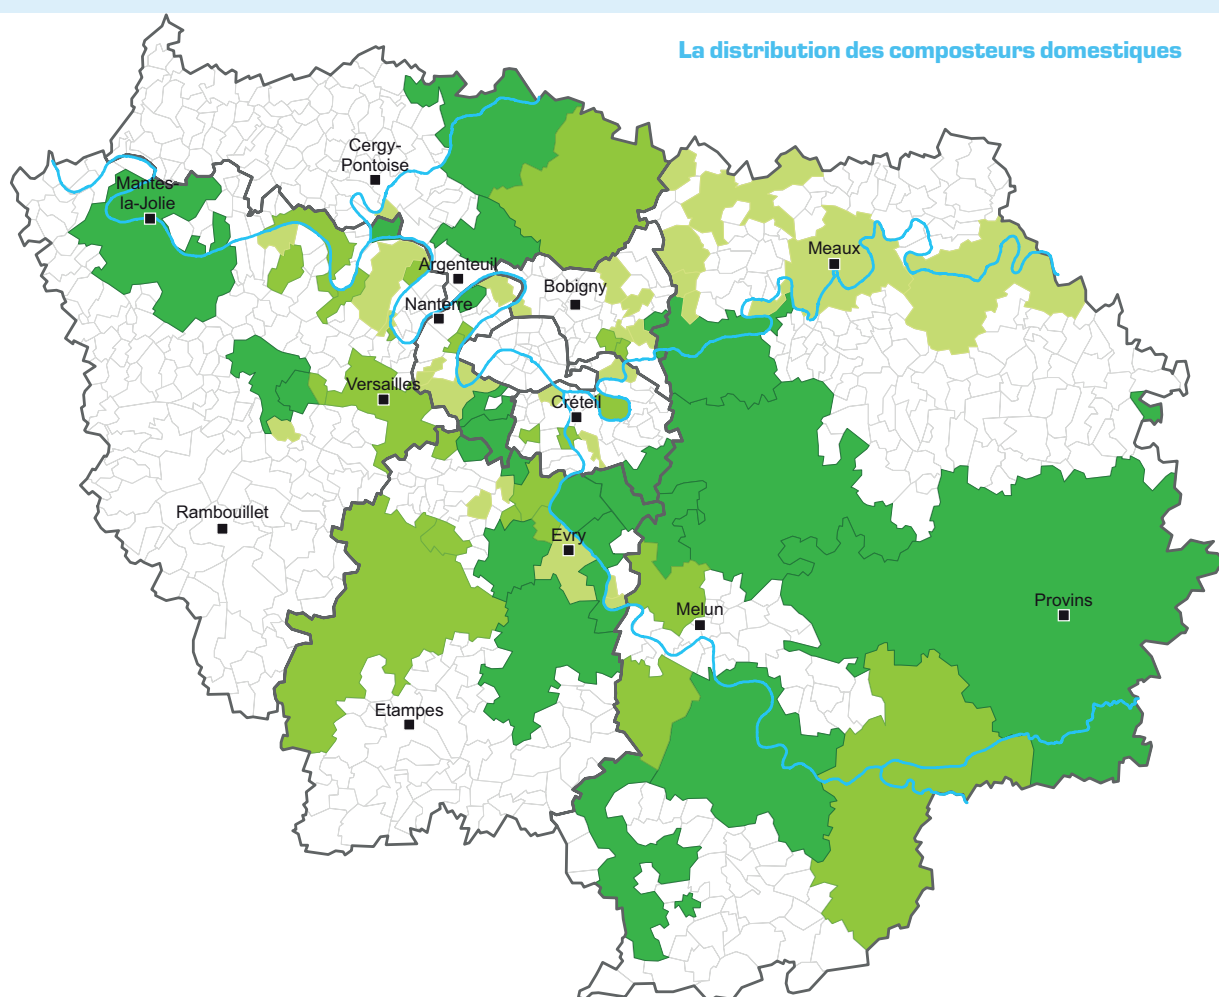 La distribution des composteurs domestiques
Cergy-
Pontoise
Mantes-
la-Jolie
Meaux
Argenteuil
Bobigny
Nanterre
Versailles
Créteil
Rambouillet
Evry
Provins
Melun
Etampes